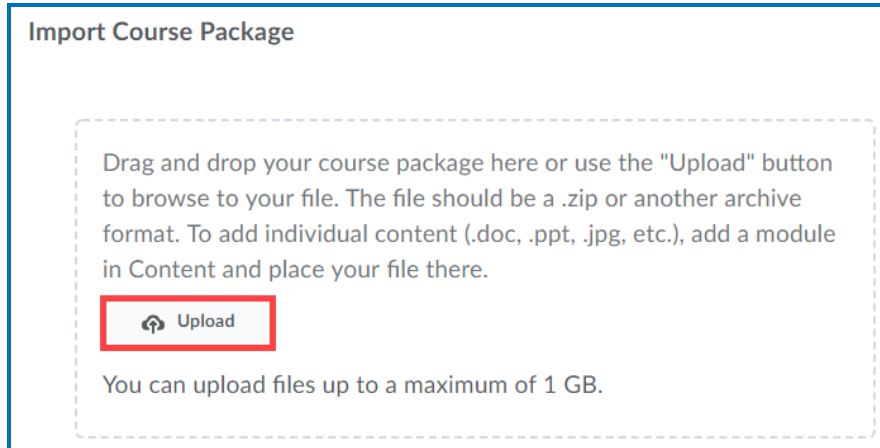 Import Course Package
Drag and drop your course package here or use the "Upload" button
to browse to your file. The file should be a .zip or another archive
format. To add individual content (.doc, .ppt, .jpg, etc.), add a module
in Content and place your file there.
Upload
You can upload files up to a maximum of 1 GB.